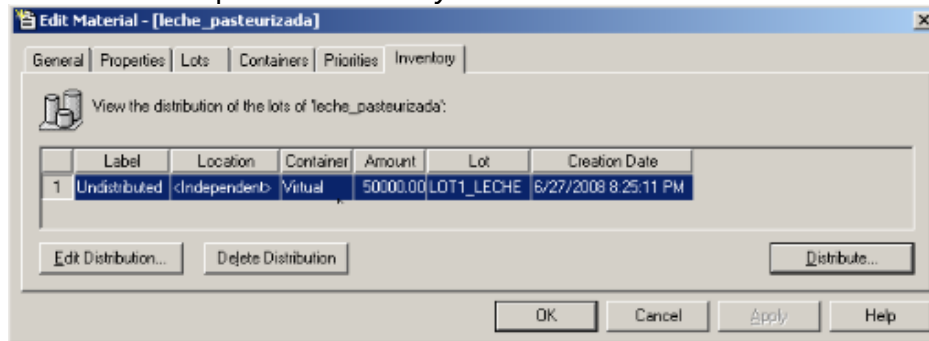 Edit Material - [leche_pasteurizada]
General Properties Lots Containers Priorities Inventory
View the distribution of the lots of 'leche_pasteurizada':
Label Location Container Amount Lot Creation Date
1 Undistributed <Independent> Virtual 50000.00 LOT1_LECHE 6/27/2008 8:25:11 PM
Edit Distribution... Delete Distribution Distribute...
OK Cancel Apply Help